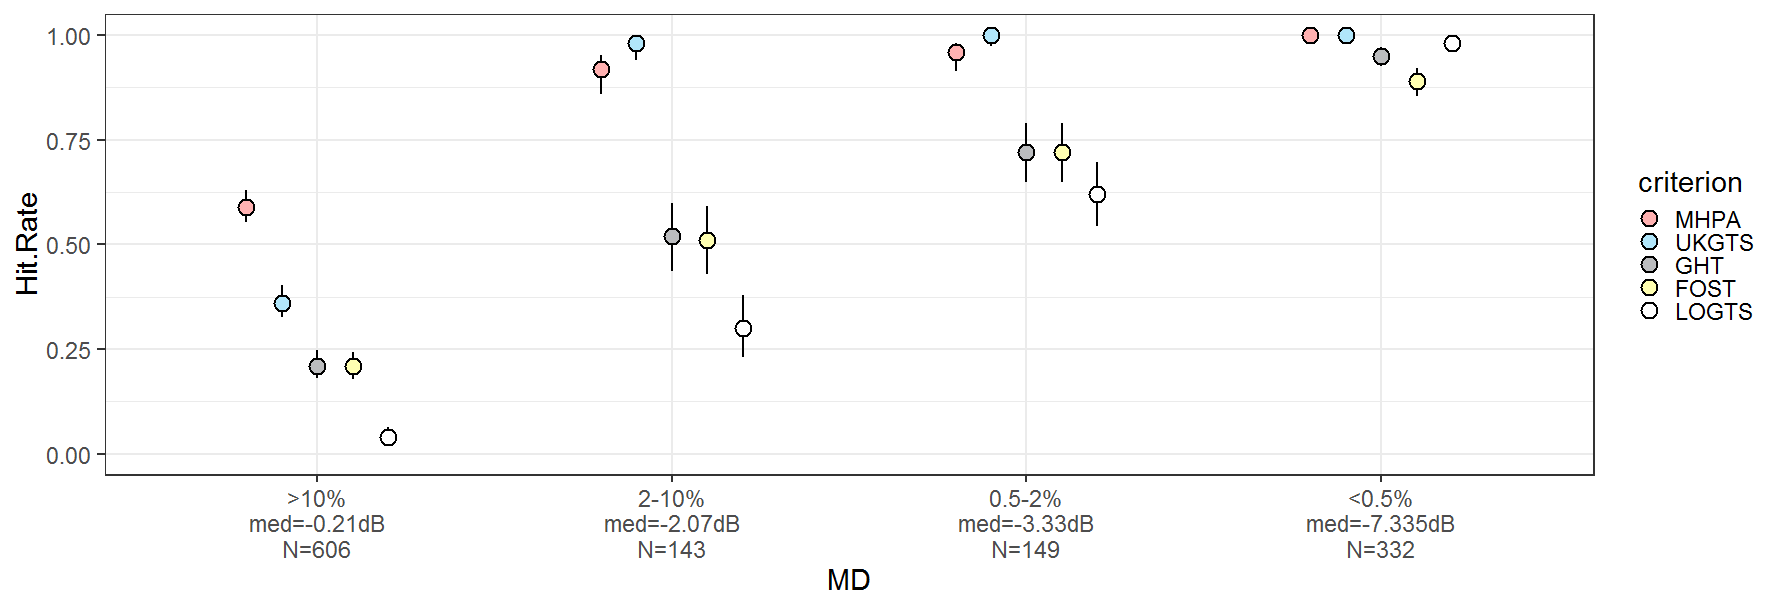 1.00
0.75
0.50
0.25
0.00
Hit.Rate
>10%
med=-0.21dB
N=606
2-10%
med=-2.07dB
N=143
0.5-2%
med=-3.33dB
N=149
<0.5%
med=-7.335dB
N=332
MD
criterion
MHPA
UKGTS
GHT
FOST
LOGTS